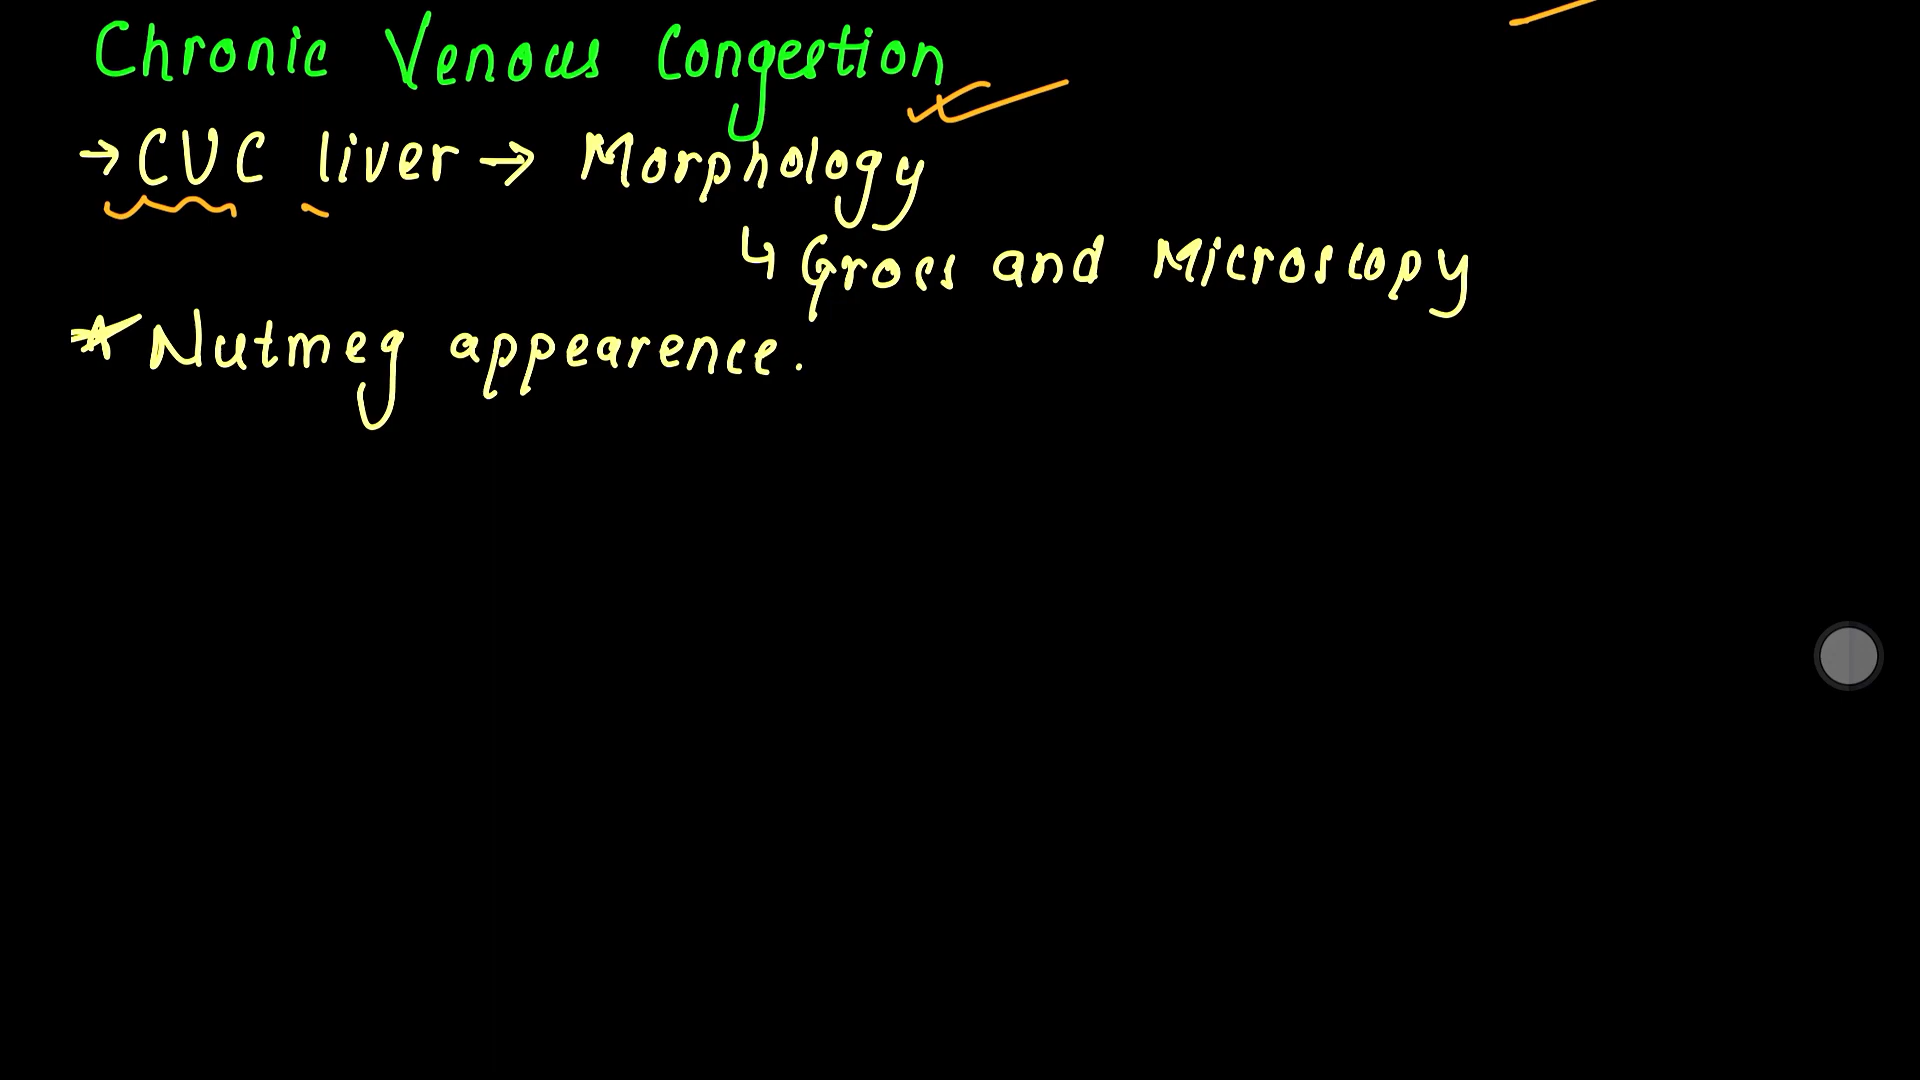 Chronic Venous Congestion
→ CVC liver → Morphology
↳ Gross and Microscopy
* Nutmeg appearence.